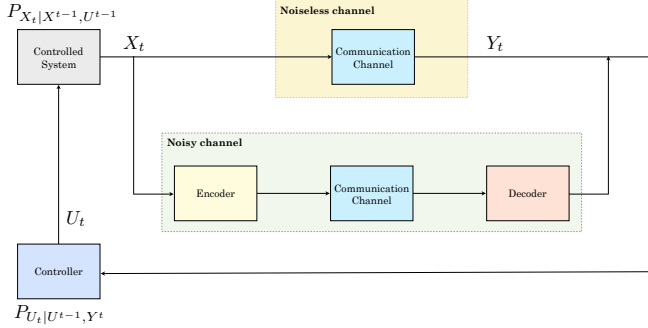 P_{X_t|X^{t-1},U^{t-1}}
Noiseless channel
Controlled
System
X_t
Communication
Channel
Y_t
Noisy channel
Encoder
Communication
Channel
Decoder
U_t
Controller
P_{U_t|U^{t-1},Y^t}